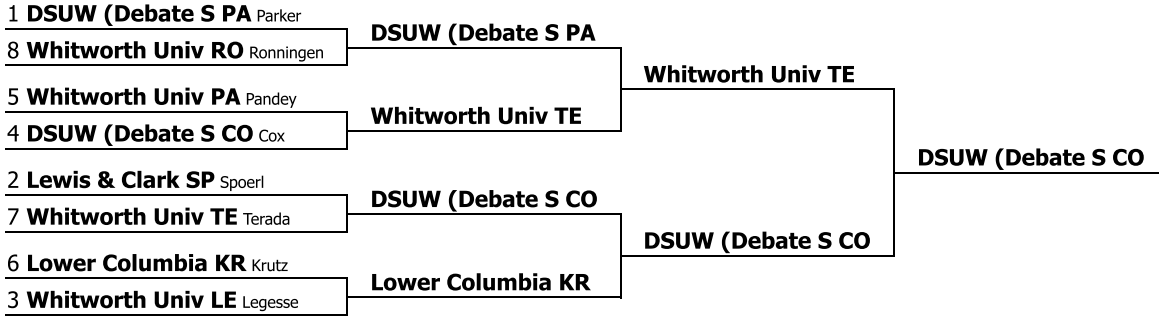 1 DSUW (Debate S PA Parker
8 Whitworth Univ RO Ronningen
5 Whitworth Univ PA Pandey
4 DSUW (Debate S CO Cox
2 Lewis & Clark SP Spoerl
7 Whitworth Univ TE Terada
6 Lower Columbia KR Krutz
3 Whitworth Univ LE Legesse
DSUW (Debate S PA
Whitworth Univ TE
DSUW (Debate S CO
Lower Columbia KR
Whitworth Univ TE
DSUW (Debate S CO
DSUW (Debate S CO